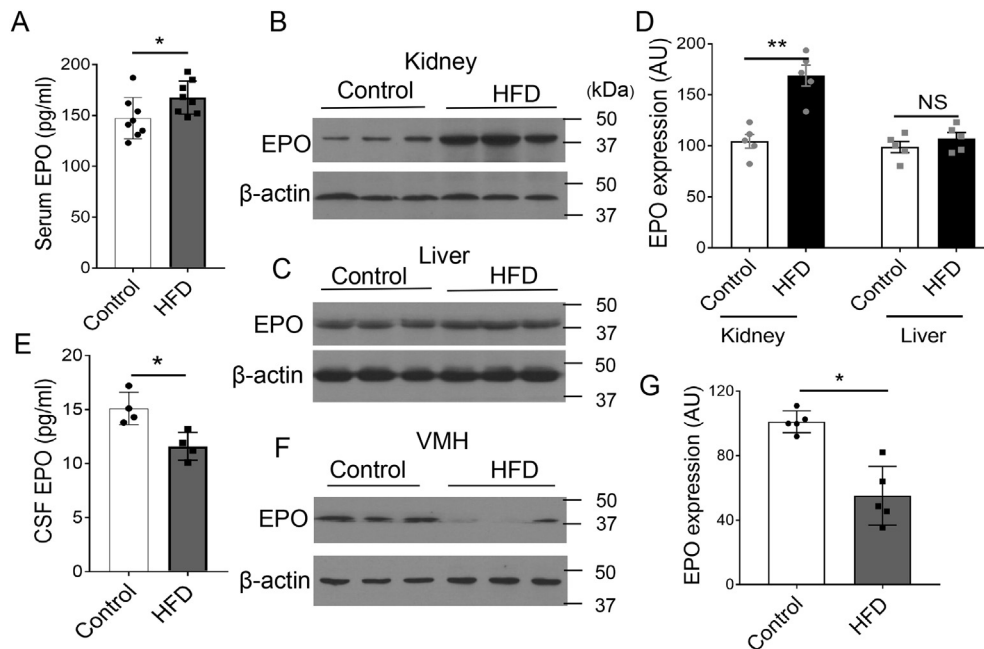 A
Serum EPO (pg/ml)
200
150
100
50
0
*
Control
HFD
B
Kidney
Control
HFD
(kDa)
EPO
50
37
β-actin
50
37
C
Liver
Control
HFD
EPO
50
37
β-actin
50
37
D
EPO expression (AU)
200
150
100
50
0
**
NS
Control
HFD
Control
HFD
Kidney
Liver
E
CSF EPO (pg/ml)
20
15
10
5
0
*
Control
HFD
F
VMH
Control
HFD
EPO
50
37
β-actin
50
37
G
EPO expression (AU)
120
80
40
0
*
Control
HFD